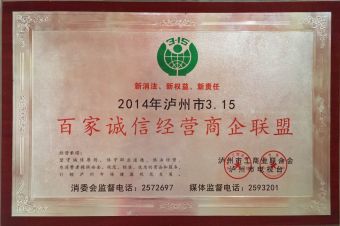 3·15
新消法、新权益、新责任
2014年泸州市3.15
百家诚信经营商企联盟
泸州市工商业联合会
泸州市电视台
消委会监督电话：2572697 媒体监督电话：2593201